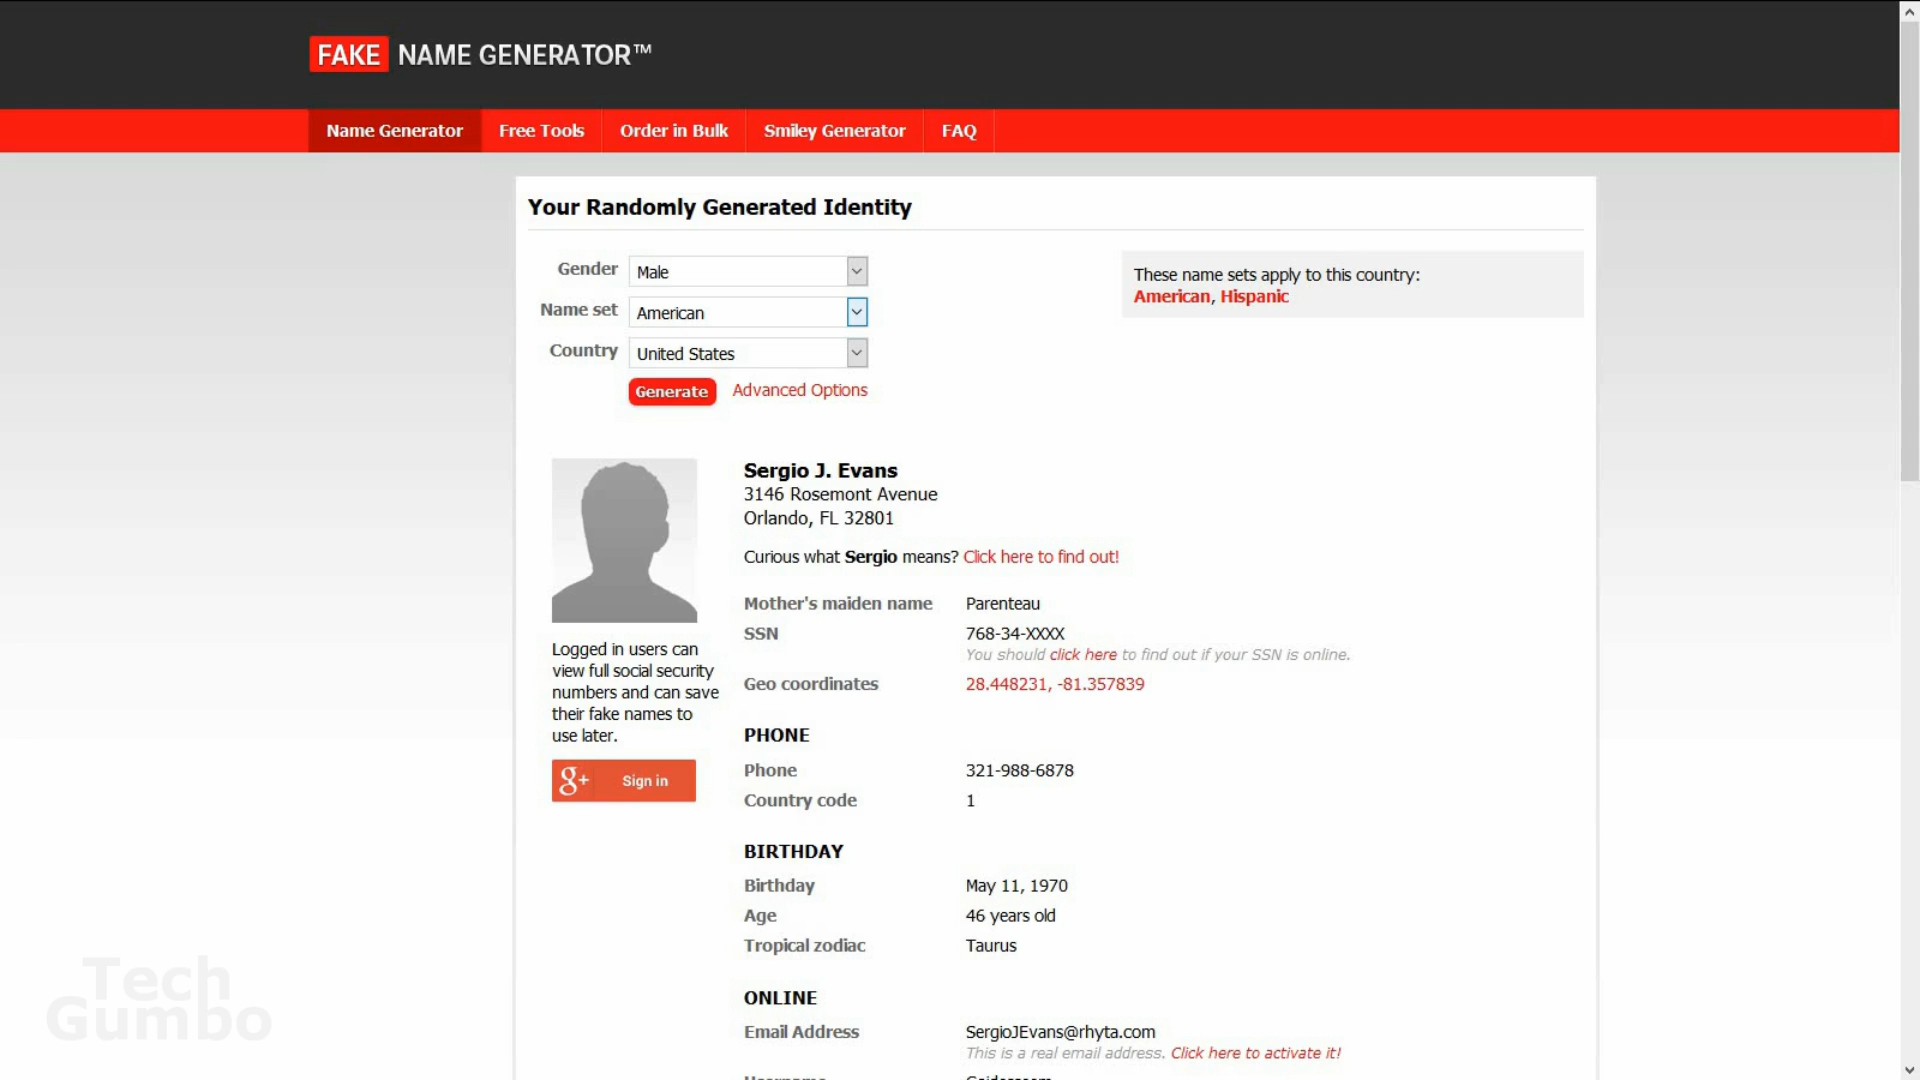 FAKE NAME GENERATOR™
Name Generator Free Tools Order in Bulk Smiley Generator FAQ
Your Randomly Generated Identity
Gender Male
Name set American
Country United States
Generate Advanced Options
These name sets apply to this country:
American, Hispanic
Sergio J. Evans
3146 Rosemont Avenue
Orlando, FL 32801
Curious what Sergio means? Click here to find out!
Mother's maiden name Parenteau
SSN 768-34-XXXX
You should click here to find out if your SSN is online.
Geo coordinates 28.448231, -81.357839
Logged in users can
view full social security
numbers and can save
their fake names to
use later.
g+ Sign in
PHONE
Phone 321-988-6878
Country code 1
BIRTHDAY
Birthday May 11, 1970
Age 46 years old
Tropical zodiac Taurus
ONLINE
Email Address SergioJEvans@rhyta.com
This is a real email address. Click here to activate it!
Tech
Gumbo